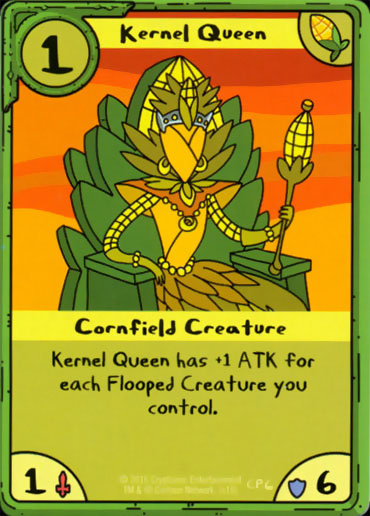 1
Kernel Queen
Cornfield Creature
Kernel Queen has +1 ATK for
each Flooped Creature you
control.
Cryptozoic Entertainment
TM & © Cartoon Network
CP6
1
6